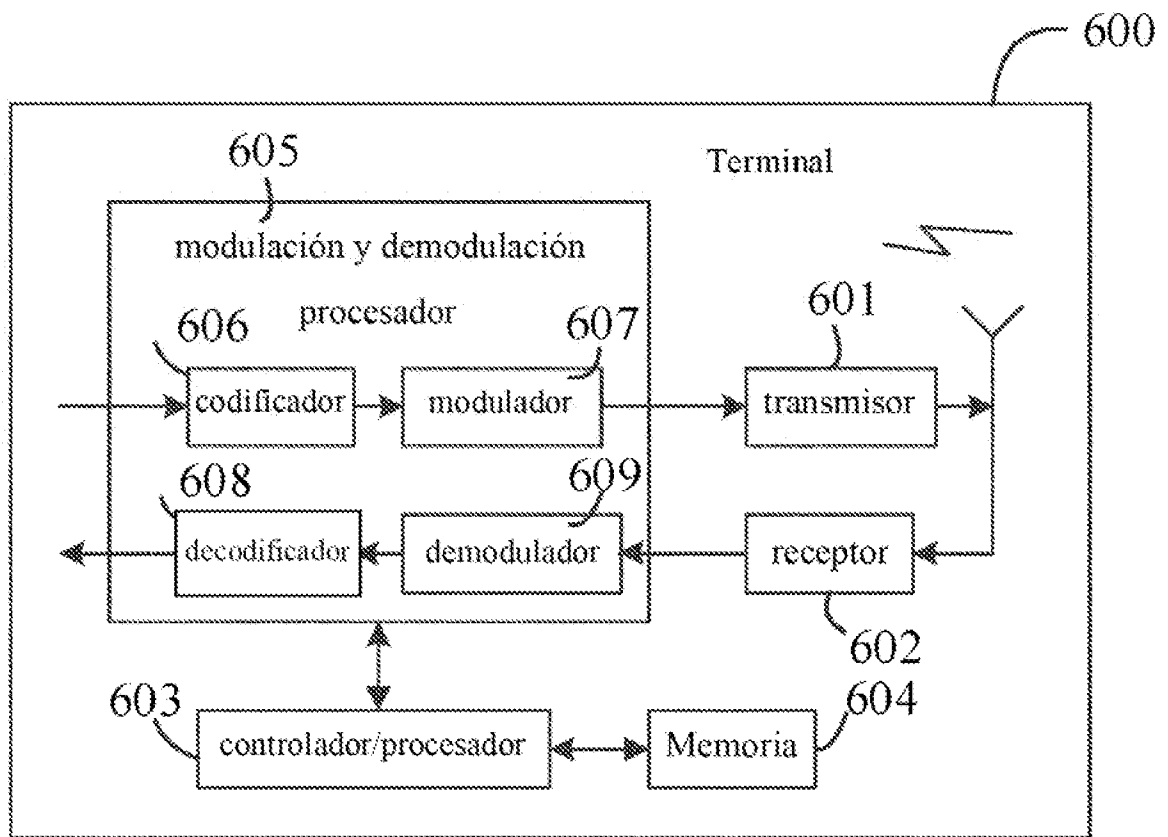 600
605
Terminal
modulación y demodulación
procesador
606
607
601
codificador
modulador
transmisor
608
609
decodificador
demodulador
receptor
602
603
604
controlador/procesador
Memoria